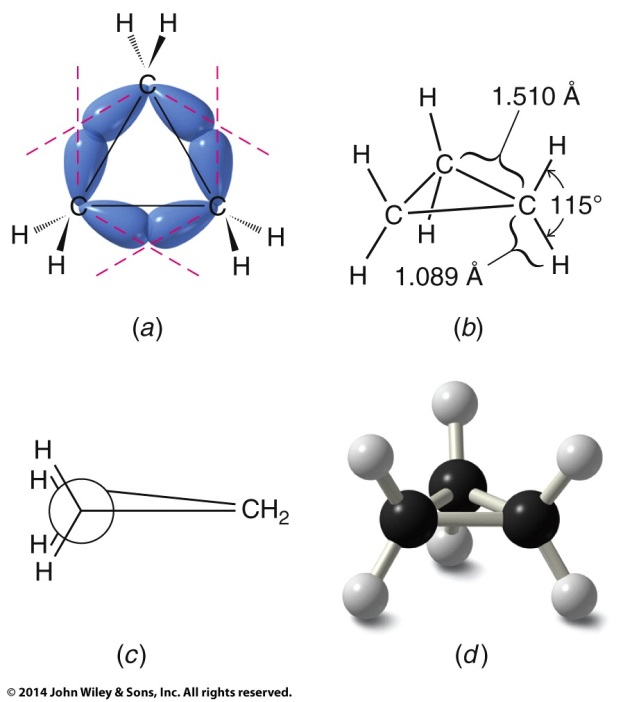 H H
C
C C
H H
H H
(a)
H 1.510 Å
H H
C
C C 115°
H
H 1.089 Å H
(b)
H
H
CH₂
H
H
(c)
(d)
© 2014 John Wiley & Sons, Inc. All rights reserved.